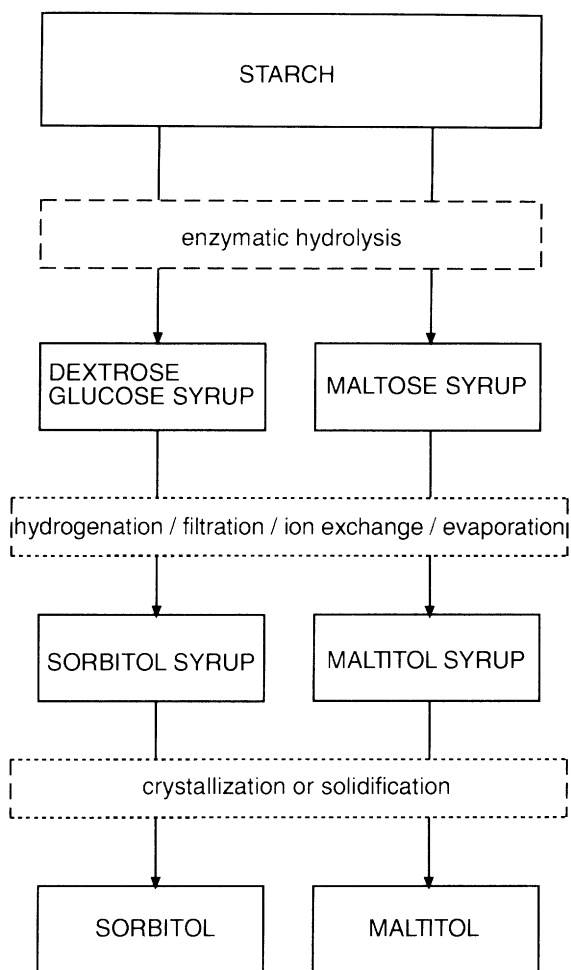 STARCH
enzymatic hydrolysis
DEXTROSE
GLUCOSE SYRUP
MALTOSE SYRUP
hydrogenation / filtration / ion exchange / evaporation
SORBITOL SYRUP
MALTITOL SYRUP
crystallization or solidification
SORBITOL
MALTITOL